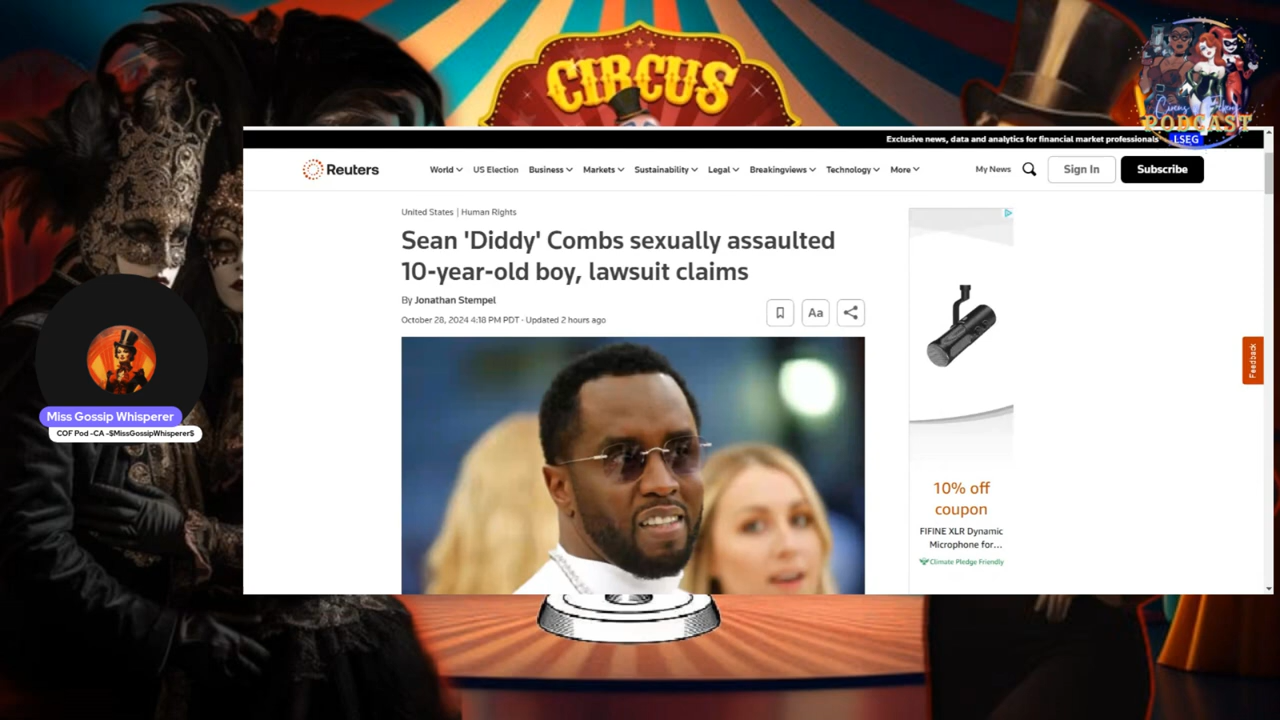 CIRCUS
PODCAST
Exclusive news, data and analytics for financial market professionals LSEG
Reuters World US Election Business Markets Sustainability Legal Breakingviews Technology More My News Sign In Subscribe
United States | Human Rights
Sean 'Diddy' Combs sexually assaulted
10-year-old boy, lawsuit claims
By Jonathan Stempel
October 28, 2024 4:18 PM PDT · Updated 2 hours ago
Aa
Feedback
Miss Gossip Whisperer
COF Pod -CA -$MissGossipWhisperer$
10% off
coupon
FIFINE XLR Dynamic
Microphone for...
Climate Pledge Friendly